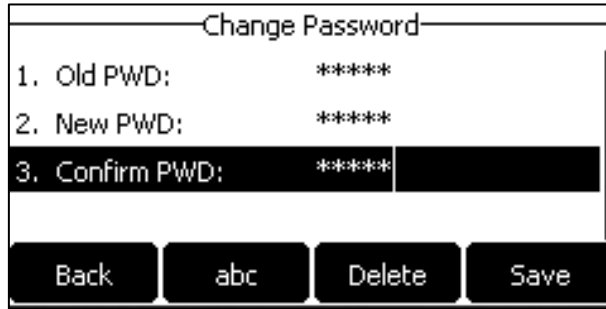 Change Password
1. Old PWD: *****
2. New PWD: *****
3. Confirm PWD: *****
Back abc Delete Save